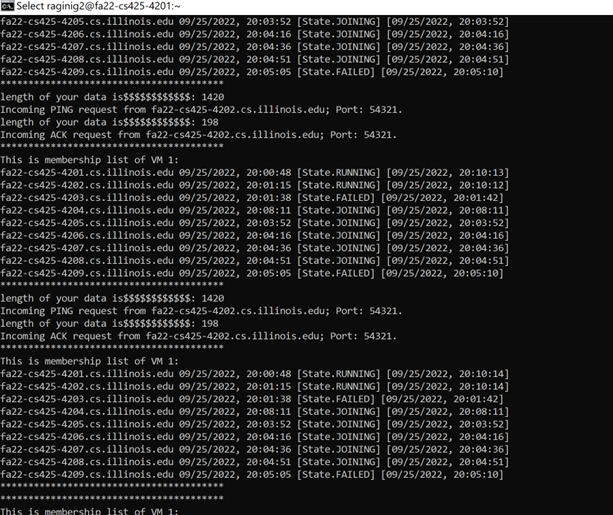 Select raginig2@fa22-cs425-4201:~
fa22-cs425-4205.cs.illinois.edu 09/25/2022, 20:03:52 [State.JOINING] [09/25/2022, 20:03:52]
fa22-cs425-4206.cs.illinois.edu 09/25/2022, 20:04:16 [State.JOINING] [09/25/2022, 20:04:16]
fa22-cs425-4207.cs.illinois.edu 09/25/2022, 20:04:36 [State.JOINING] [09/25/2022, 20:04:36]
fa22-cs425-4208.cs.illinois.edu 09/25/2022, 20:04:51 [State.JOINING] [09/25/2022, 20:04:51]
fa22-cs425-4209.cs.illinois.edu 09/25/2022, 20:05:05 [State.FAILED] [09/25/2022, 20:05:10]
****************************************
length of your data is$$$$$$$$$$$$: 1420
Incoming PING request from fa22-cs425-4202.cs.illinois.edu; Port: 54321.
length of your data is$$$$$$$$$$$$: 198
Incoming ACK request from fa22-cs425-4202.cs.illinois.edu; Port: 54321.
****************************************
This is membership list of VM 1:
fa22-cs425-4201.cs.illinois.edu 09/25/2022, 20:00:48 [State.RUNNING] [09/25/2022, 20:10:13]
fa22-cs425-4202.cs.illinois.edu 09/25/2022, 20:01:15 [State.RUNNING] [09/25/2022, 20:10:12]
fa22-cs425-4203.cs.illinois.edu 09/25/2022, 20:01:38 [State.FAILED] [09/25/2022, 20:01:42]
fa22-cs425-4204.cs.illinois.edu 09/25/2022, 20:08:11 [State.JOINING] [09/25/2022, 20:08:11]
fa22-cs425-4205.cs.illinois.edu 09/25/2022, 20:03:52 [State.JOINING] [09/25/2022, 20:03:52]
fa22-cs425-4206.cs.illinois.edu 09/25/2022, 20:04:16 [State.JOINING] [09/25/2022, 20:04:16]
fa22-cs425-4207.cs.illinois.edu 09/25/2022, 20:04:36 [State.JOINING] [09/25/2022, 20:04:36]
fa22-cs425-4208.cs.illinois.edu 09/25/2022, 20:04:51 [State.JOINING] [09/25/2022, 20:04:51]
fa22-cs425-4209.cs.illinois.edu 09/25/2022, 20:05:05 [State.FAILED] [09/25/2022, 20:05:10]
****************************************
length of your data is$$$$$$$$$$$$: 1420
Incoming PING request from fa22-cs425-4202.cs.illinois.edu; Port: 54321.
length of your data is$$$$$$$$$$$$: 198
Incoming ACK request from fa22-cs425-4202.cs.illinois.edu; Port: 54321.
****************************************
This is membership list of VM 1:
fa22-cs425-4201.cs.illinois.edu 09/25/2022, 20:00:48 [State.RUNNING] [09/25/2022, 20:10:14]
fa22-cs425-4202.cs.illinois.edu 09/25/2022, 20:01:15 [State.RUNNING] [09/25/2022, 20:10:14]
fa22-cs425-4203.cs.illinois.edu 09/25/2022, 20:01:38 [State.FAILED] [09/25/2022, 20:01:42]
fa22-cs425-4204.cs.illinois.edu 09/25/2022, 20:08:11 [State.JOINING] [09/25/2022, 20:08:11]
fa22-cs425-4205.cs.illinois.edu 09/25/2022, 20:03:52 [State.JOINING] [09/25/2022, 20:03:52]
fa22-cs425-4206.cs.illinois.edu 09/25/2022, 20:04:16 [State.JOINING] [09/25/2022, 20:04:16]
fa22-cs425-4207.cs.illinois.edu 09/25/2022, 20:04:36 [State.JOINING] [09/25/2022, 20:04:36]
fa22-cs425-4208.cs.illinois.edu 09/25/2022, 20:04:51 [State.JOINING] [09/25/2022, 20:04:51]
fa22-cs425-4209.cs.illinois.edu 09/25/2022, 20:05:05 [State.FAILED] [09/25/2022, 20:05:10]
****************************************
****************************************
This is membership list of VM 1: